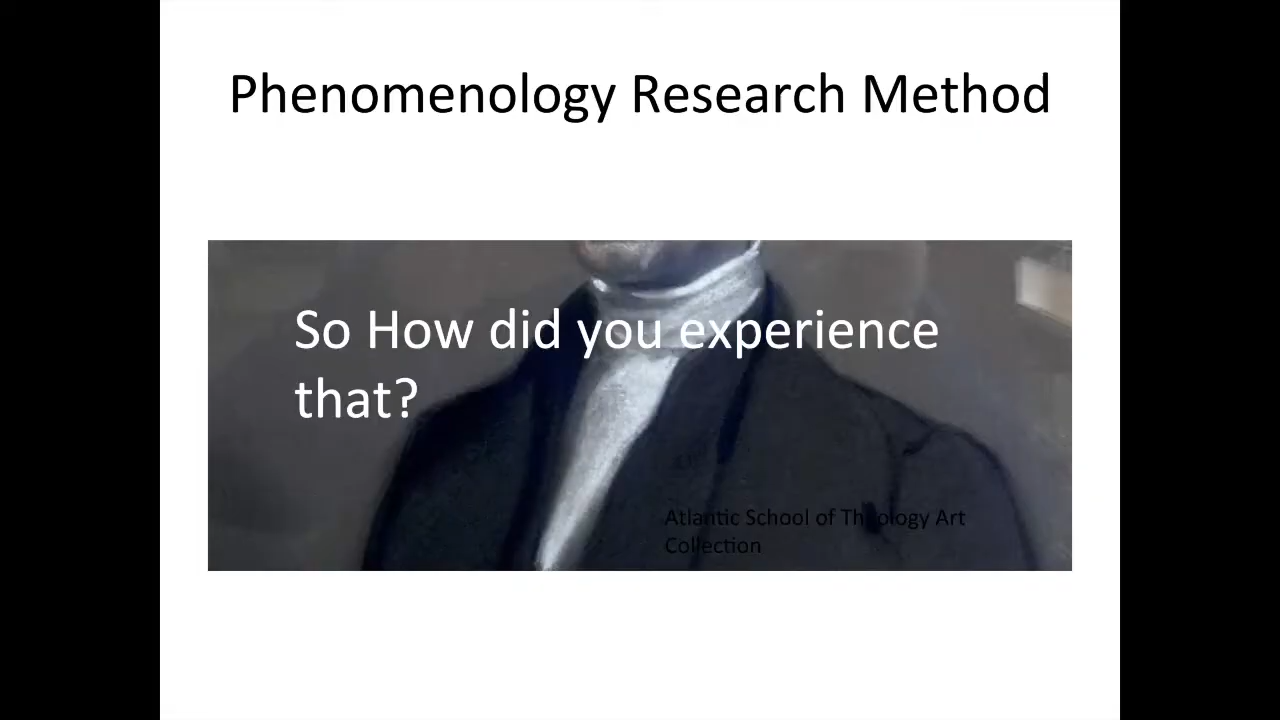 Phenomenology Research Method
So How did you experience
that?
Atlantic School of Theology Art
Collection